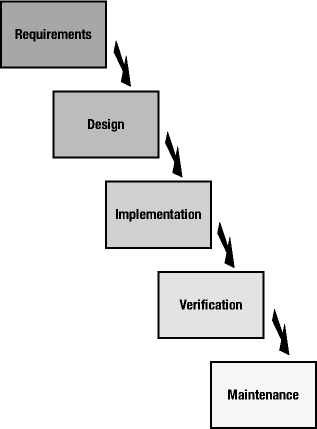 Requirements
Design
Implementation
Verification
Maintenance